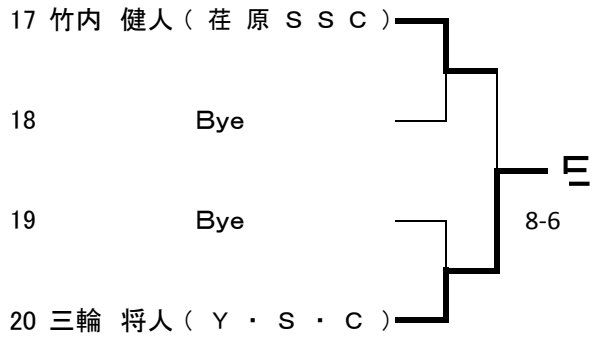 17 竹内 健人（荏 原 Ｓ Ｓ Ｃ）
18 Bye
19 Bye
8-6
20 三輪 将人（ Ｙ ・ Ｓ ・ Ｃ ）